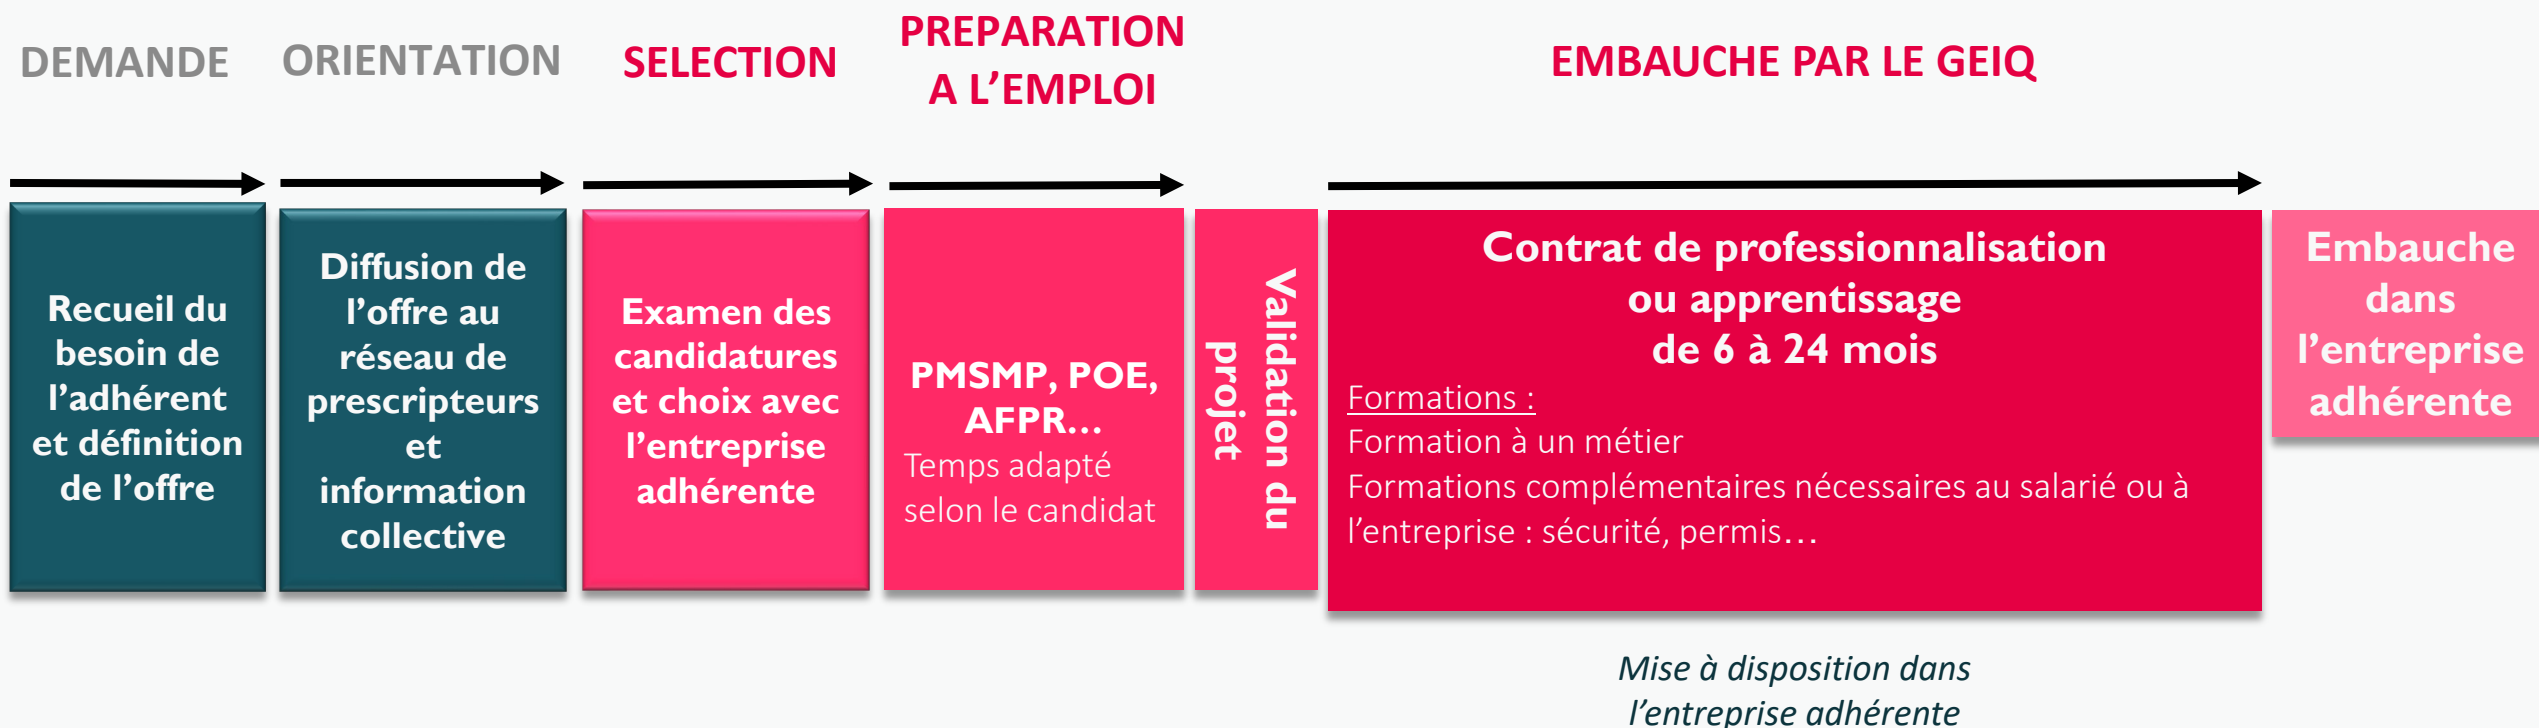 DEMANDE
ORIENTATION
SELECTION
PREPARATION
A L’EMPLOI
EMBAUCHE PAR LE GEIQ
Recueil du
besoin de
l’adhérent
et définition
de l’offre
Diffusion de
l’offre au
réseau de
prescripteurs
et
information
collective
Examen des
candidatures
et choix avec
l’entreprise
adhérente
PMSMP, POE,
AFPR…
Temps adapté
selon le candidat
Validation du
projet
Contrat de professionnalisation
ou apprentissage
de 6 à 24 mois
Formations :
Formation à un métier
Formations complémentaires nécessaires au salarié ou à
l’entreprise : sécurité, permis…
Embauche
dans
l’entreprise
adhérente
Mise à disposition dans
l’entreprise adhérente